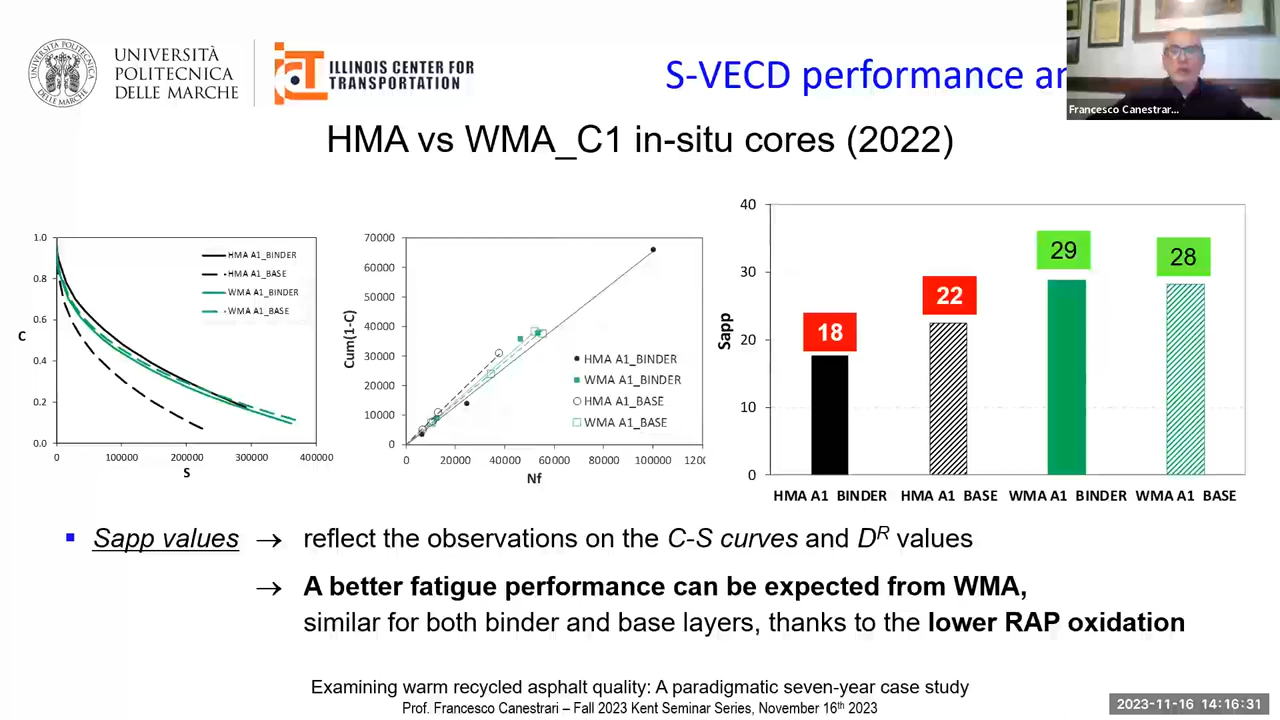 UNIVERSITÀ
POLITECNICA
DELLE MARCHE
ILLINOIS CENTER FOR
TRANSPORTATION
S-VECD performance
Francesco Canestrar...
HMA vs WMA_C1 in-situ cores (2022)
C
1.0
0.8
0.6
0.4
0.2
0.0
0
100000
200000
300000
400000
S
HMA A1_BINDER
HMA A1_BASE
WMA A1_BINDER
WMA A1_BASE
Cum(1-C)
70000
60000
50000
40000
30000
20000
10000
0
0
20000
40000
60000
80000
100000
Nf
HMA A1_BINDER
WMA A1_BINDER
HMA A1_BASE
WMA A1_BASE
Sapp
40
30
20
10
0
18
22
29
28
HMA A1 BINDER
HMA A1 BASE
WMA A1 BINDER
WMA A1 BASE
Sapp values → reflect the observations on the C-S curves and Dᴿ values
→ A better fatigue performance can be expected from WMA,
similar for both binder and base layers, thanks to the lower RAP oxidation
Examining warm recycled asphalt quality: A paradigmatic seven-year case study
Prof. Francesco Canestrari – Fall 2023 Kent Seminar Series, November 16th 2023
2023-11-16 14:16:31